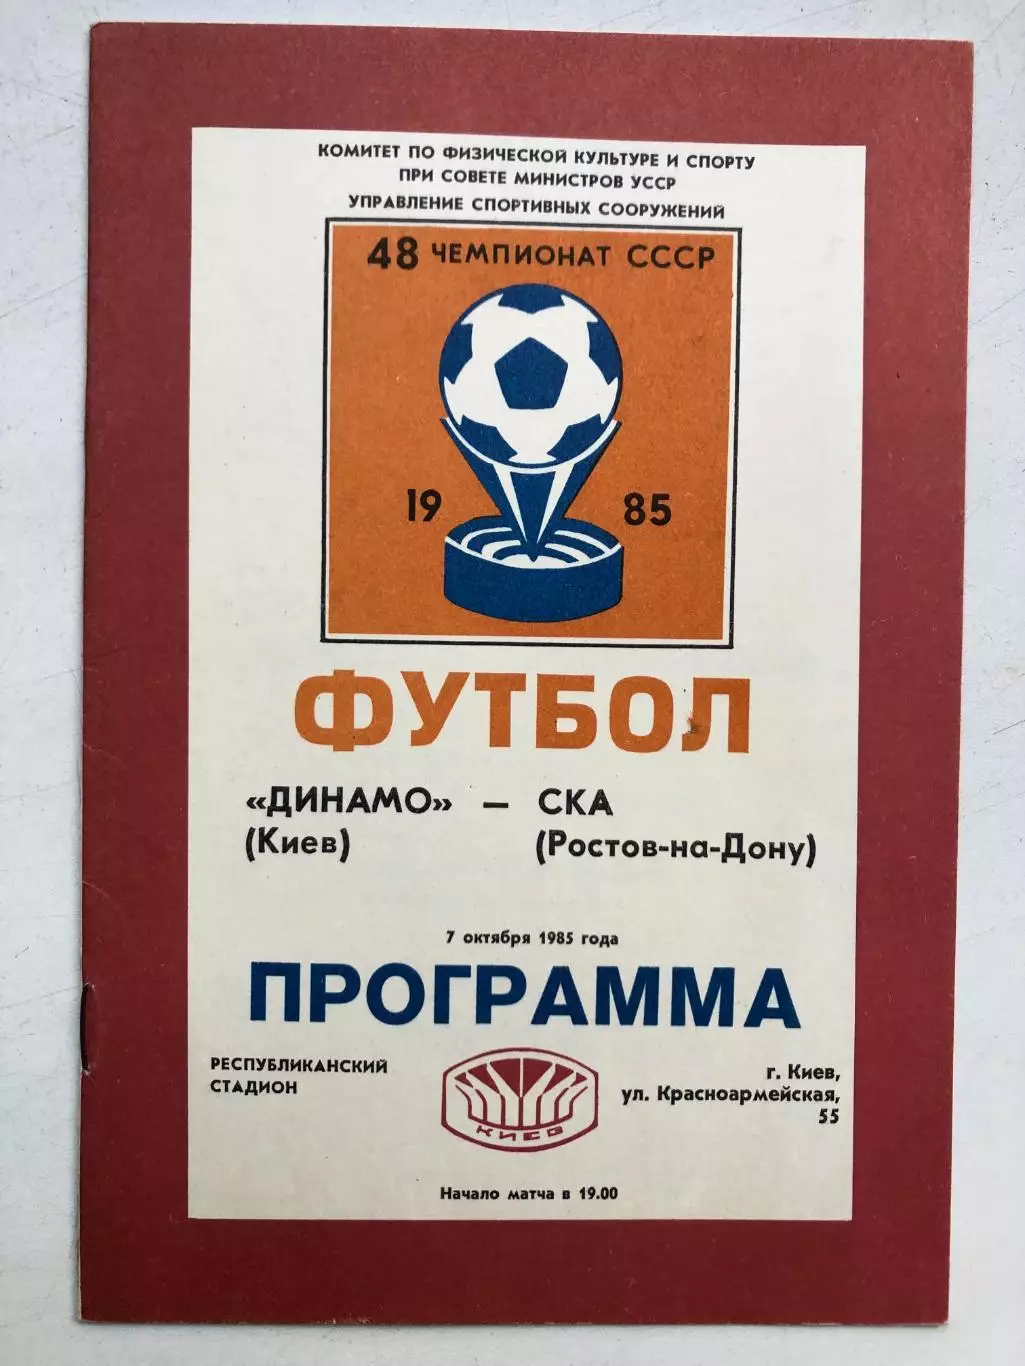 КОМИТЕТ ПО ФИЗИЧЕСКОЙ КУЛЬТУРЕ И СПОРТУ
ПРИ СОВЕТЕ МИНИСТРОВ УССР
УПРАВЛЕНИЕ СПОРТИВНЫХ СООРУЖЕНИЙ
48 ЧЕМПИОНАТ СССР
19 85
ФУТБОЛ
«ДИНАМО» — СКА
(Киев) (Ростов-на-Дону)
7 октября 1985 года
ПРОГРАММА
РЕСПУБЛИКАНСКИЙ
СТАДИОН
КИЕВ
г. Киев,
ул. Красноармейская,
55
Начало матча в 19.00